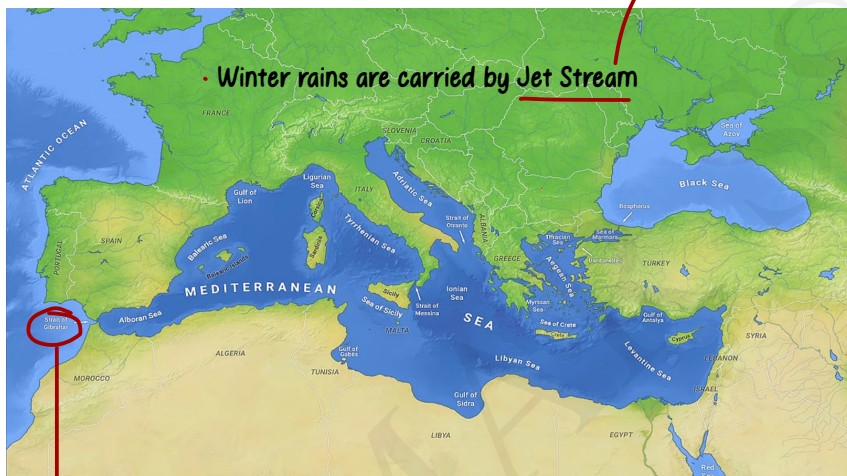 · Winter rains are carried by Jet Stream
Sea of
Azov
SLOVENIA
CROATIA
FRANCE
ATLANTIC OCEAN
Black Sea
Ligurian
Sea
ITALY
Adriatic Sea
Gulf of
Lion
Corsica
Bosphorus
Strait of
Otranto
ALBANIA
Thracian
Sea
Sea of
Marmara
PORTUGAL
SPAIN
Balearic Sea
Balearic Islands
Sardinia
Tyrrhenian Sea
GREECE
Aegean Sea
Dardanelles
TURKEY
MEDITERRANEAN
SEA
Ionian
Sea
Sicily
Sea of Sicily
Strait of
Messina
Myrtoan
Sea
Gulf of
Antalya
Strait of
Gibraltar
Alboran Sea
MALTA
Sea of Crete
Crete
Cyprus
SYRIA
LEBANON
Gulf of
Gabès
Libyan Sea
Levantine Sea
ALGERIA
MOROCCO
TUNISIA
ISRAEL
Gulf of
Sidra
LIBYA
EGYPT
Red